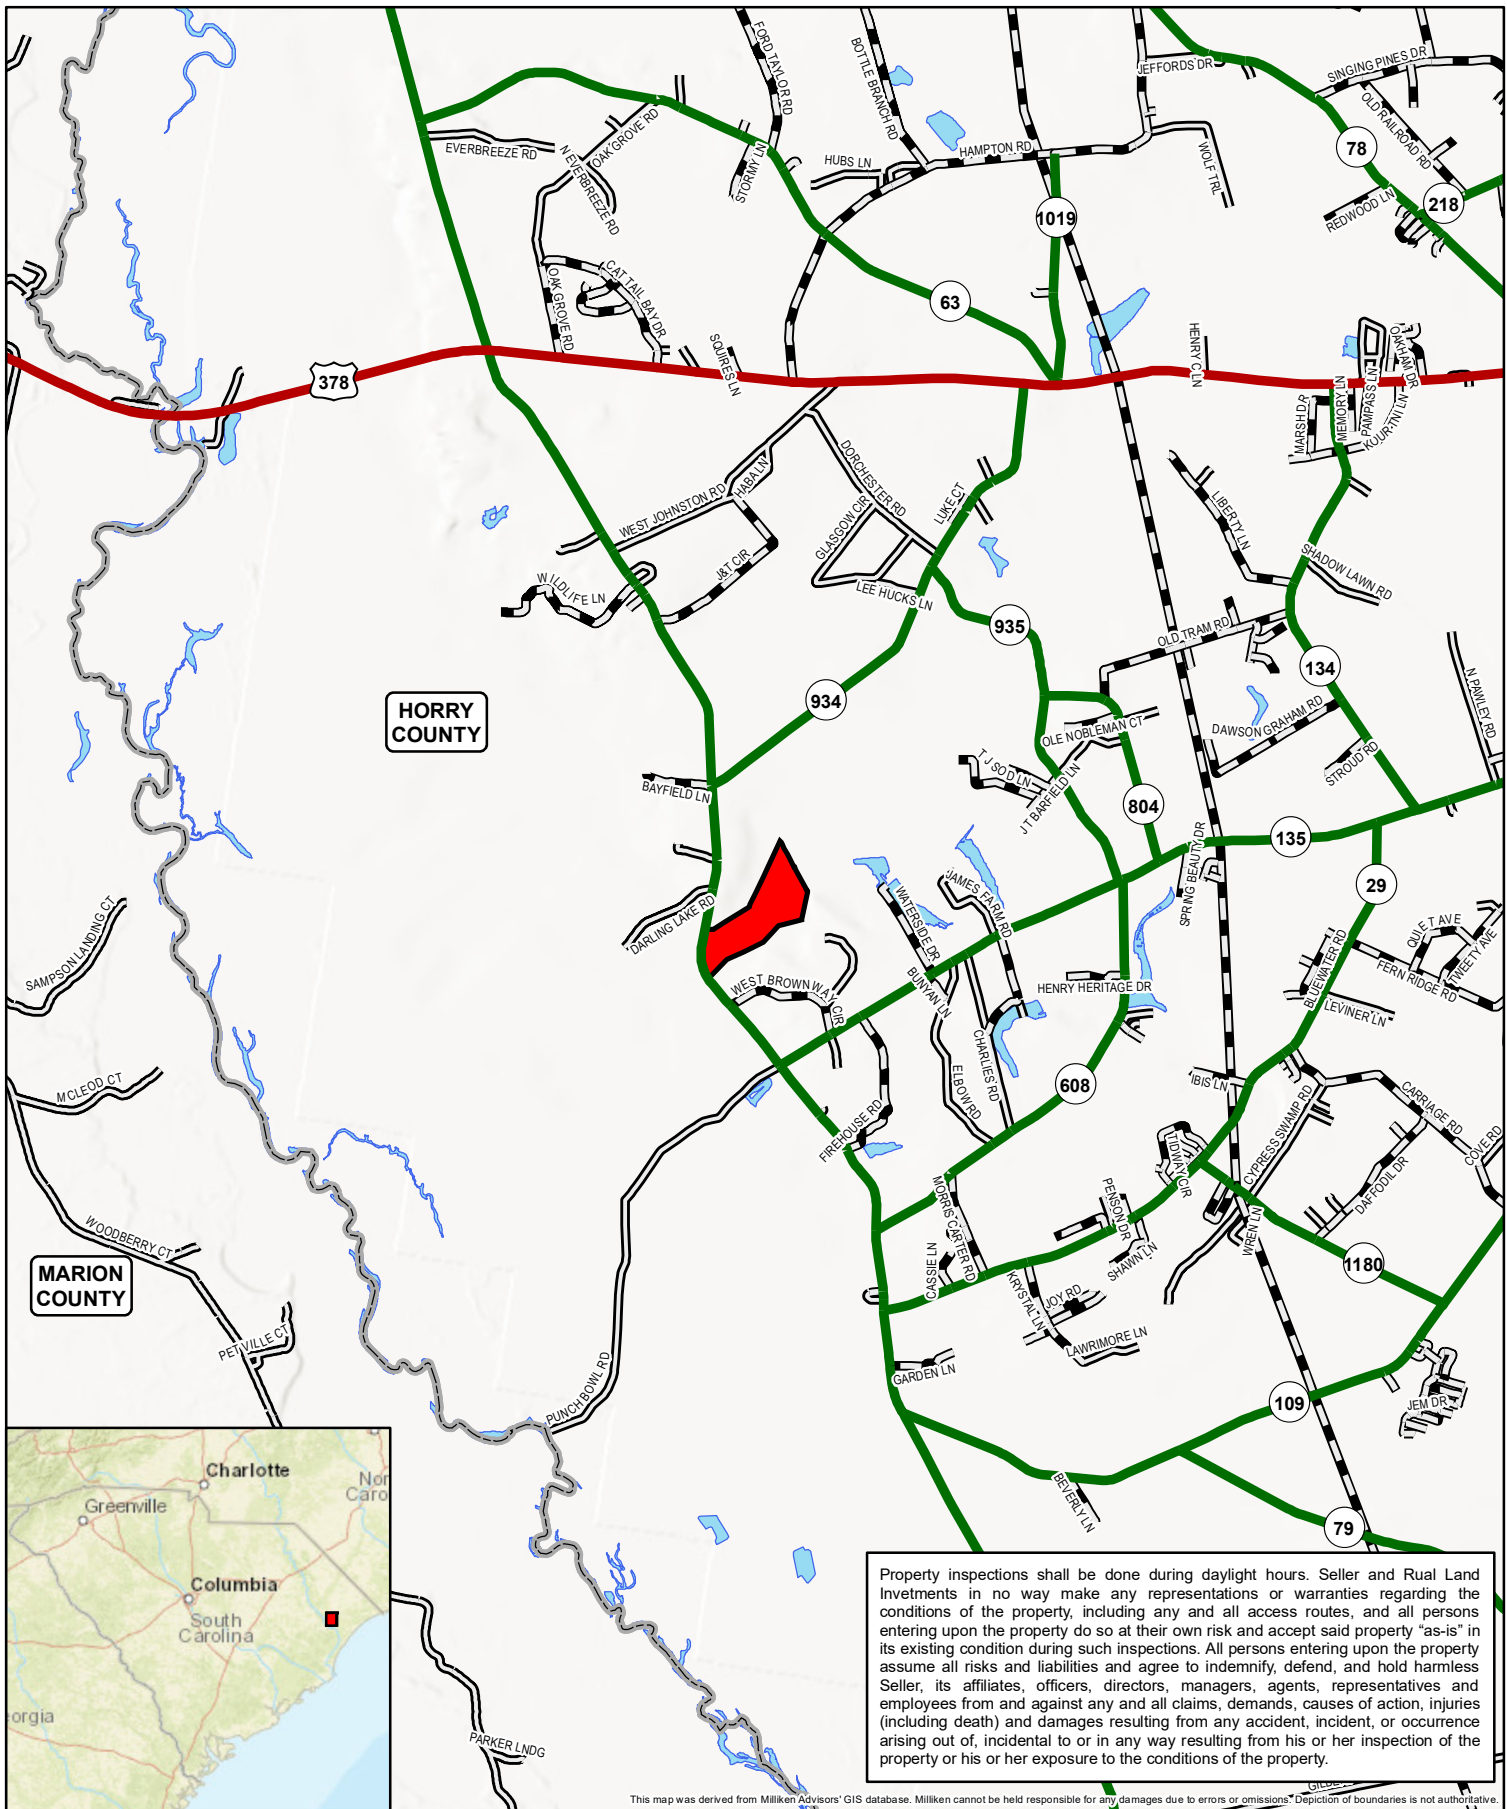 FORD TAYLOR RD
BOTTLE BRANCH RD
JEFFORDS DR
SINGING PINES DR
OLD RAILROAD RD
EVERBREEZE RD
OAK GROVE RD
N EVERBREEZE RD
STORMY LN
HUBS LN
HAMPTON RD
WOLF TRL
78
REDWOOD LN
218
1019
OAK GROVE RD
CAT TAIL BAY DR
63
SQUIRES LN
HENRY C LN
378
MARSH DR
MEMORY LN
PAMPASS LN
OAKHAM DR
KOURTNI LN
WEST JOHNSTON RD
HABA LN
DORCHESTER RD
GLASGOW CIR
LUKE CT
LIBERTY LN
J&T CIR
WILDLIFE LN
LEE HUCKS LN
SHADOW LAWN RD
935
OLD TRAM RD
134
934
HORRY
COUNTY
N PAWLEY RD
OLE NOBLEMAN CT
DAWSON GRAHAM RD
T J SOD LN
STROUD RD
BAYFIELD LN
J T BARFIELD LN
804
SPRING BEAUTY DR
135
29
DARLING LAKE RD
WATERSIDE DR
JAMES FARM RD
SAMPSON LANDING CT
QUIET AVE
TWEETY AVE
BLUEWATER RD
FERN RIDGE RD
WEST BROWN WAY CIR
BUNYAN LN
HENRY HERITAGE DR
LEVINER LN
MCLEOD CT
CHARLIES RD
ELBOW RD
608
IBIS LN
CYPRESS SWAMP RD
CARRIAGE RD
COVE RD
FIREHOUSE RD
TIDWAY CIR
DAFFODIL DR
MORRIS CARTER RD
PENSON DR
WOODBERRY CT
CASSIE LN
SHAWN LN
WREN LN
1180
MARION
COUNTY
KRYSTAL LN
JOY RD
LAWRIMORE LN
PET VILLE CT
PUNCH BOWL RD
GARDEN LN
109
JEM DR
BEVERLY LN
79
Charlotte
Nor
Caro
Greenville
Columbia
South
Carolina
eorgia
PARKER LNDG
Property inspections shall be done during daylight hours. Seller and Rual Land
Invetments in no way make any representations or warranties regarding the
conditions of the property, including any and all access routes, and all persons
entering upon the property do so at their own risk and accept said property “as-is” in
its existing condition during such inspections. All persons entering upon the property
assume all risks and liabilities and agree to indemnify, defend, and hold harmless
Seller, its affiliates, officers, directors, managers, agents, representatives and
employees from and against any and all claims, demands, causes of action, injuries
(including death) and damages resulting from any accident, incident, or occurrence
arising out of, incidental to or in any way resulting from his or her inspection of the
property or his or her exposure to the conditions of the property.
This map was derived from Milliken Advisors' GIS database. Milliken cannot be held responsible for any damages due to errors or omissions. Depiction of boundaries is not authoritative.